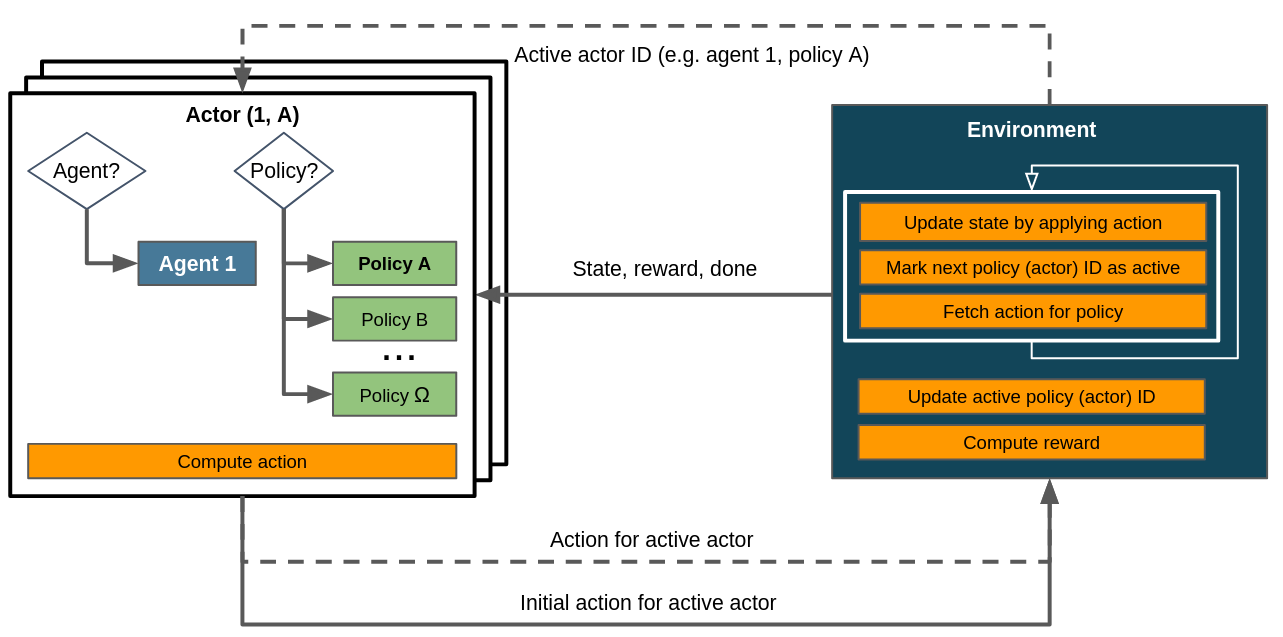 Active actor ID (e.g. agent 1, policy A)
Actor (1, A)
Agent?
Policy?
Agent 1
Policy A
Policy B
...
Policy Ω
Compute action
State, reward, done
Environment
Update state by applying action
Mark next policy (actor) ID as active
Fetch action for policy
Update active policy (actor) ID
Compute reward
Action for active actor
Initial action for active actor